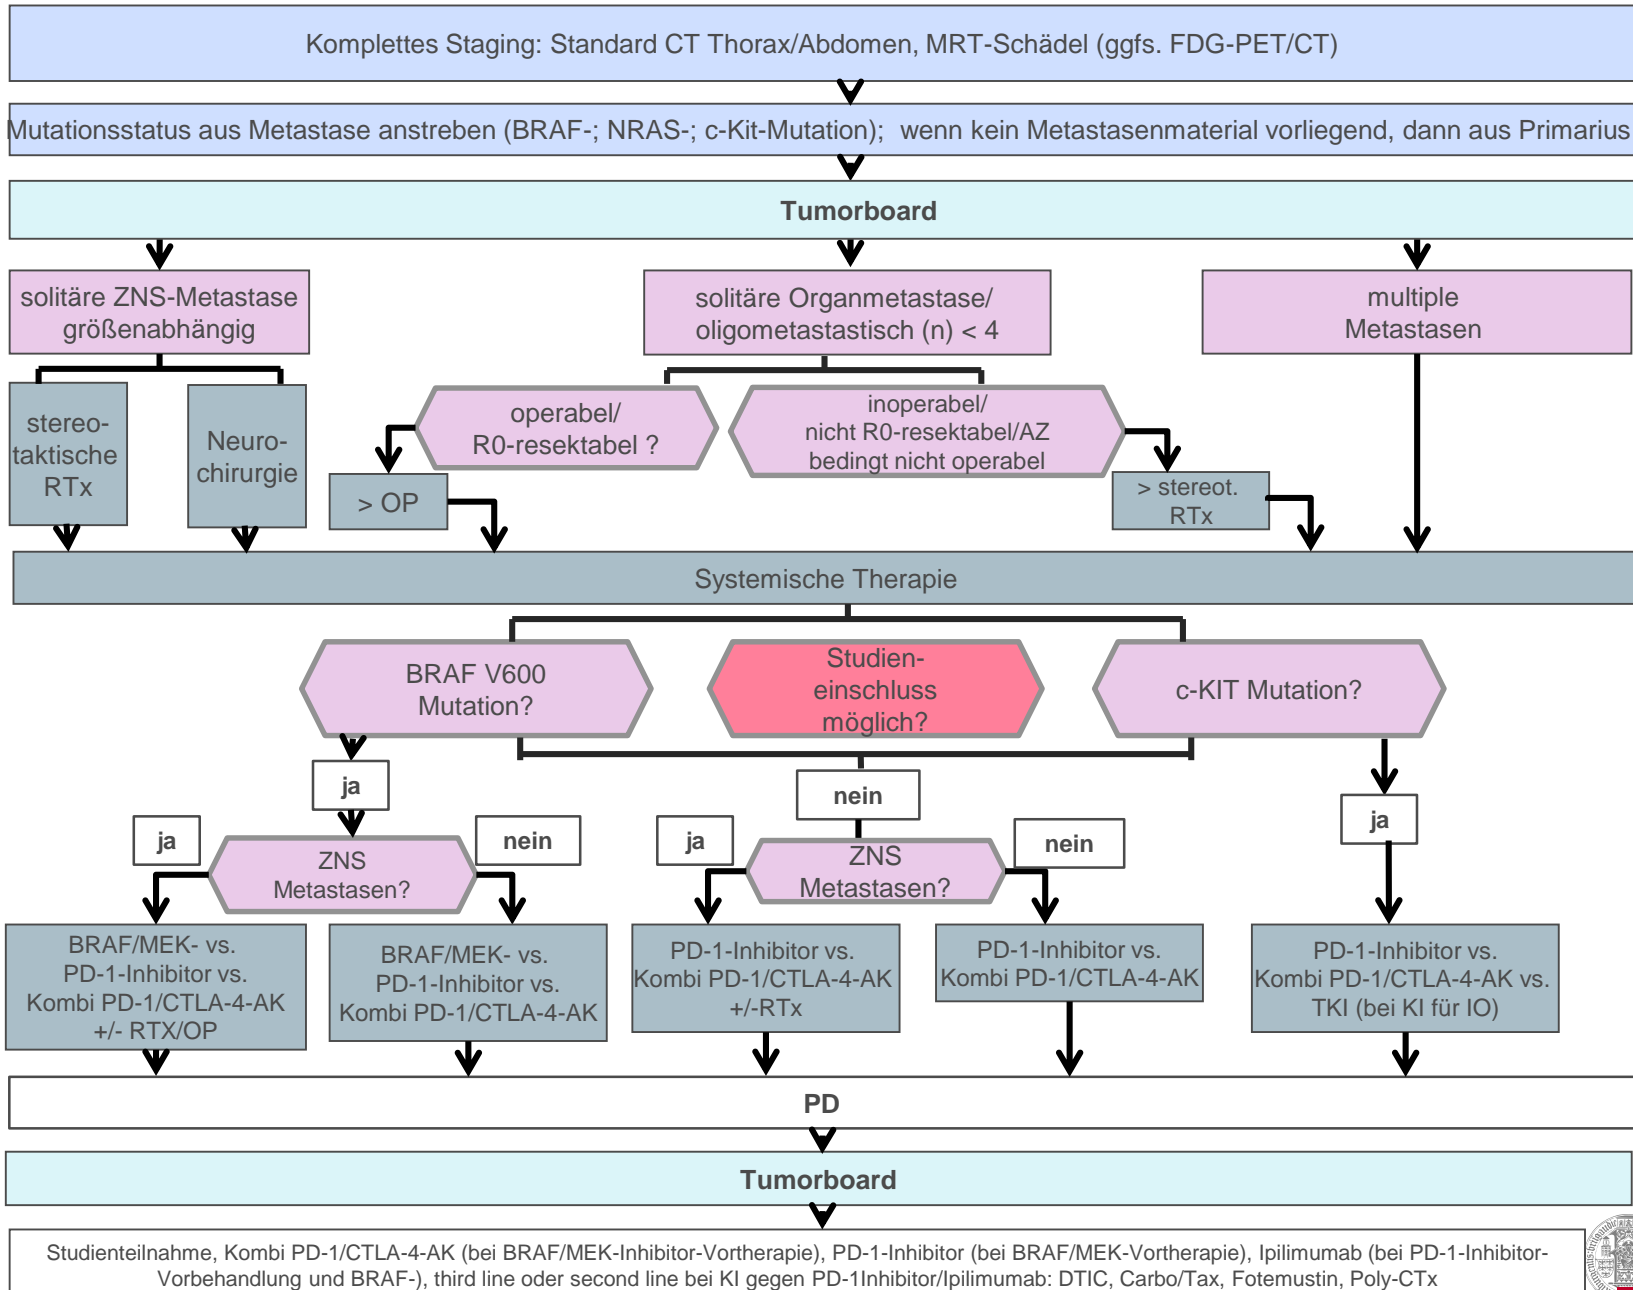 Komplettes Staging: Standard CT Thorax/Abdomen, MRT-Schädel (ggfs. FDG-PET/CT)
Mutationsstatus aus Metastase anstreben (BRAF-; NRAS-; c-Kit-Mutation);  wenn kein Metastasenmaterial vorliegend, dann aus Primarius
Tumorboard
solitäre ZNS-Metastase
größenabhängig
solitäre Organmetastase/
oligometastastisch (n) < 4
multiple
Metastasen
stereo-
taktische
RTx
Neuro-
chirurgie
operabel/
R0-resektabel ?
inoperabel/
nicht R0-resektabel/AZ
bedingt nicht operabel
> OP
> stereot.
RTx
Systemische Therapie
BRAF V600
Mutation?
Studien-
einschluss
möglich?
c-KIT Mutation?
ja
nein
ja
ja
ZNS
Metastasen?
nein
ja
ZNS
Metastasen?
nein
BRAF/MEK- vs.
PD-1-Inhibitor vs.
Kombi PD-1/CTLA-4-AK
+/- RTX/OP
BRAF/MEK- vs.
PD-1-Inhibitor vs.
Kombi PD-1/CTLA-4-AK
PD-1-Inhibitor vs.
Kombi PD-1/CTLA-4-AK
+/-RTx
PD-1-Inhibitor vs.
Kombi PD-1/CTLA-4-AK
PD-1-Inhibitor vs.
Kombi PD-1/CTLA-4-AK vs.
TKI (bei KI für IO)
PD
Tumorboard
Studienteilnahme, Kombi PD-1/CTLA-4-AK (bei BRAF/MEK-Inhibitor-Vortherapie), PD-1-Inhibitor (bei BRAF/MEK-Vortherapie), Ipilimumab (bei PD-1-Inhibitor-
Vorbehandlung und BRAF-), third line oder second line bei KI gegen PD-1Inhibitor/Ipilimumab: DTIC, Carbo/Tax, Fotemustin, Poly-CTx